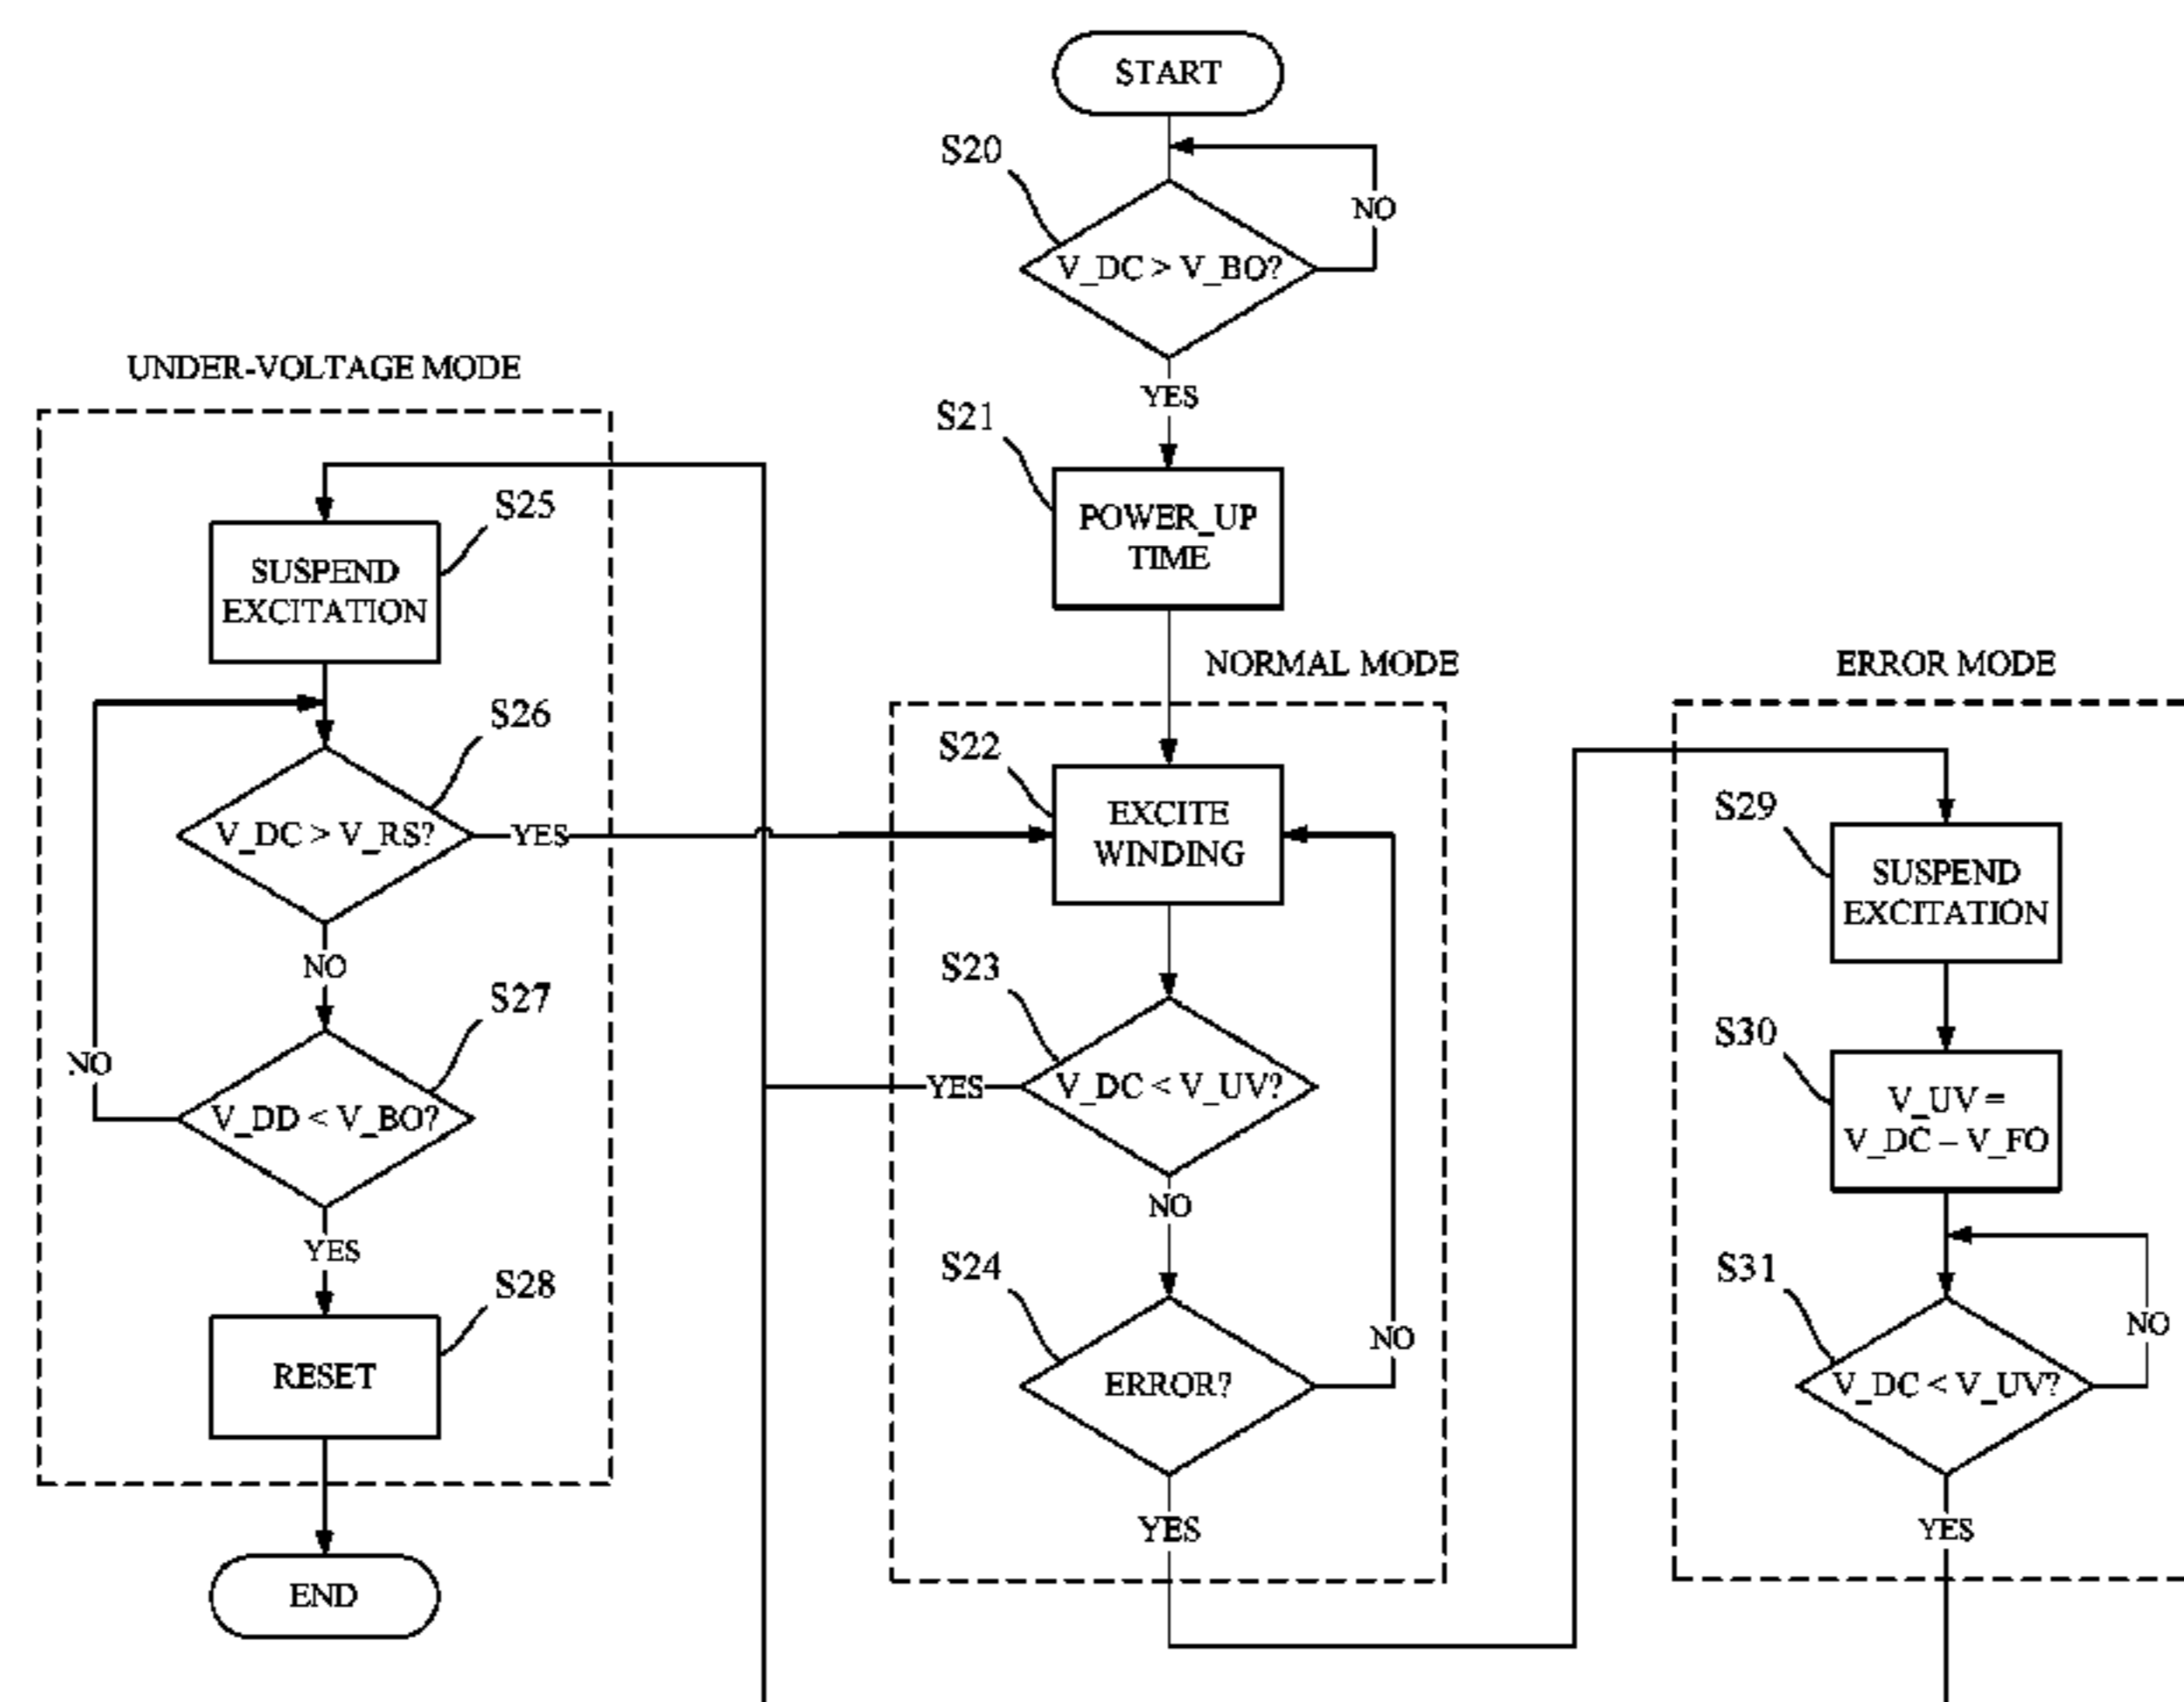 START
S20
NO
V_DC > V_BO?
YES
UNDER-VOLTAGE MODE
S21
POWER_UP
TIME
S25
SUSPEND
EXCITATION
NORMAL MODE
ERROR MODE
S26
V_DC > V_RS?
YES
NO
S22
EXCITE
WINDING
S29
SUSPEND
EXCITATION
S27
NO
V_DD < V_BO?
YES
S23
YES
V_DC < V_UV?
NO
S30
V_UV =
V_DC – V_FO
S28
RESET
S24
ERROR?
NO
YES
S31
V_DC < V_UV?
NO
YES
END